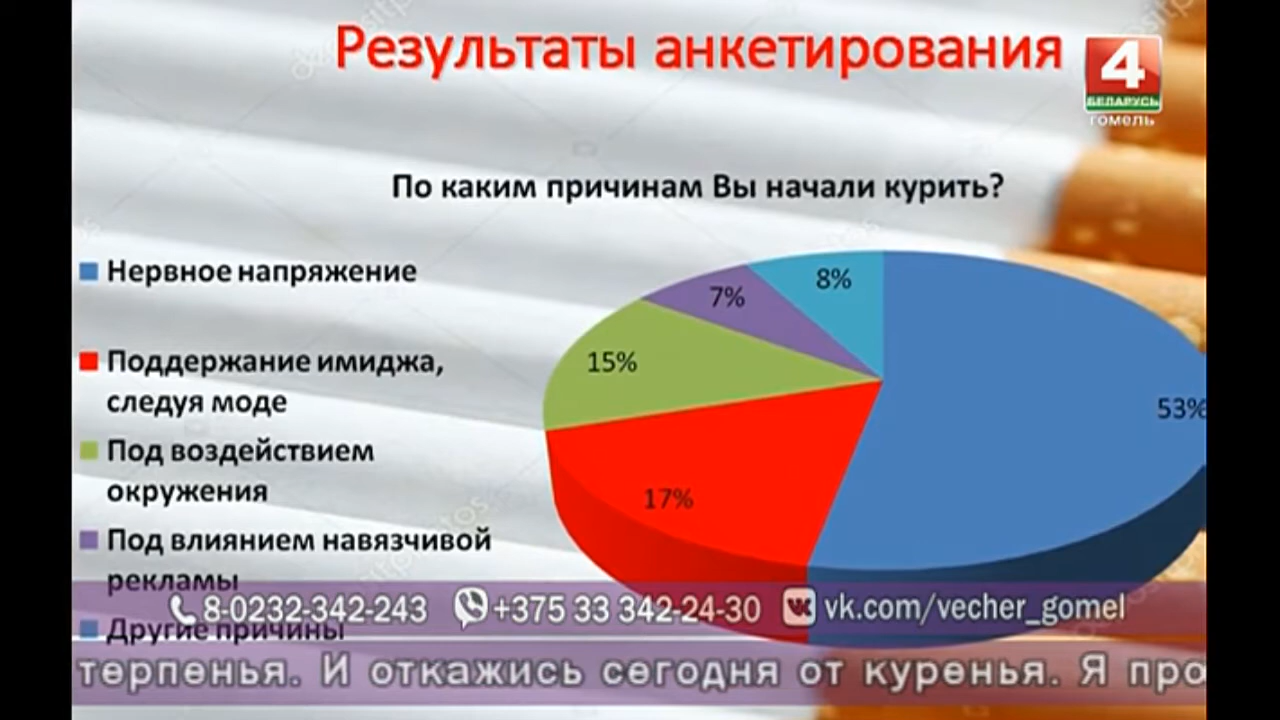 Результаты анкетирования
4
БЕЛАРУСЬ
гомель
По каким причинам Вы начали курить?
Нервное напряжение
Поддержание имиджа,
следуя моде
Под воздействием
окружения
Под влиянием навязчивой
рекламы
Другие причины
8%
7%
15%
53%
17%
8-0232-342-243 +375 33 342-24-30 vk.com/vecher_gomel
терпенья. И откажись сегодня от куренья. Я про